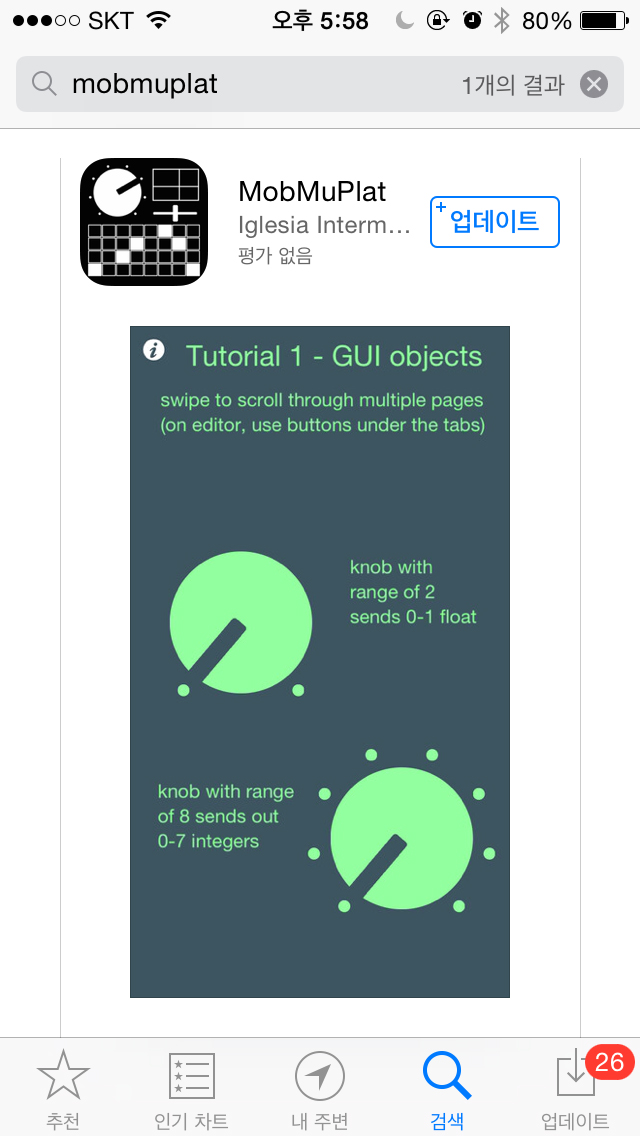 SKT 오후 5:58 80%
mobmuplat 1개의 결과
MobMuPlat
Iglesia Interm...
평가 없음
+업데이트
i
Tutorial 1 - GUI objects
swipe to scroll through multiple pages
(on editor, use buttons under the tabs)
knob with
range of 2
sends 0-1 float
knob with range
of 8 sends out
0-7 integers
26
추천 인기 차트 내 주변 검색 업데이트